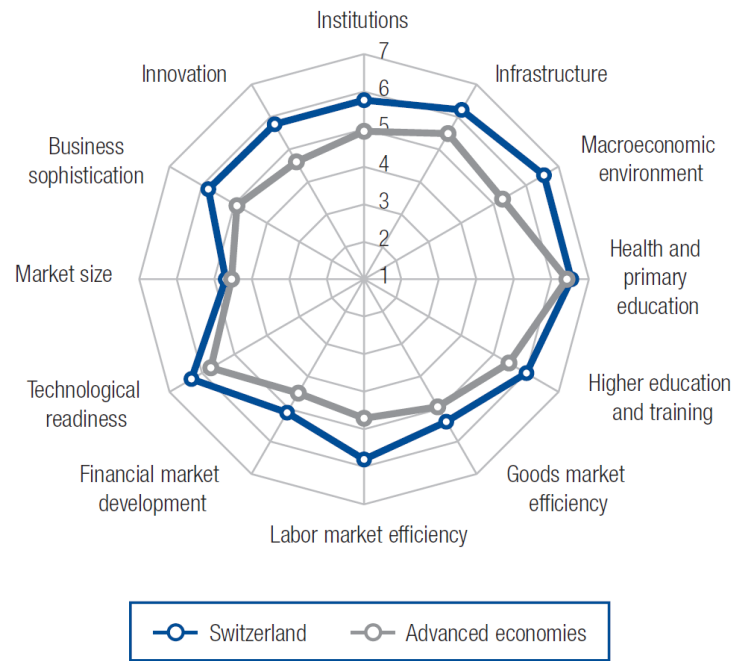 Institutions
7
6
5
4
3
2
1
Infrastructure
Macroeconomic
environment
Health and
primary
education
Higher education
and training
Goods market
efficiency
Labor market efficiency
Financial market
development
Technological
readiness
Market size
Business
sophistication
Innovation
Switzerland
Advanced economies